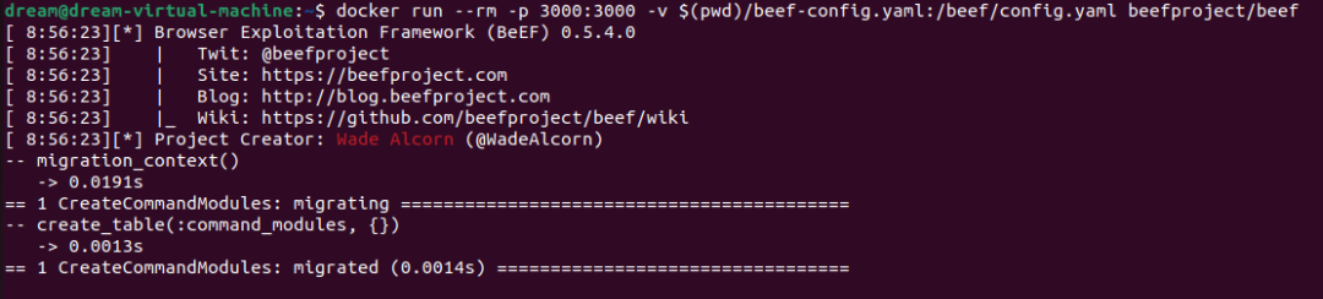 dream@dream-virtual-machine:~$ docker run --rm -p 3000:3000 -v $(pwd)/beef-config.yaml:/beef/config.yaml beefproject/beef
[ 8:56:23][*] Browser Exploitation Framework (BeEF) 0.5.4.0
[ 8:56:23]    |   Twit: @beefproject
[ 8:56:23]    |   Site: https://beefproject.com
[ 8:56:23]    |   Blog: http://blog.beefproject.com
[ 8:56:23]    |_  Wiki: https://github.com/beefproject/beef/wiki
[ 8:56:23][*] Project Creator: Wade Alcorn (@WadeAlcorn)
-- migration_context()
   -> 0.0191s
== 1 CreateCommandModules: migrating ==========================================
-- create_table(:command_modules, {})
   -> 0.0013s
== 1 CreateCommandModules: migrated (0.0014s) =================================